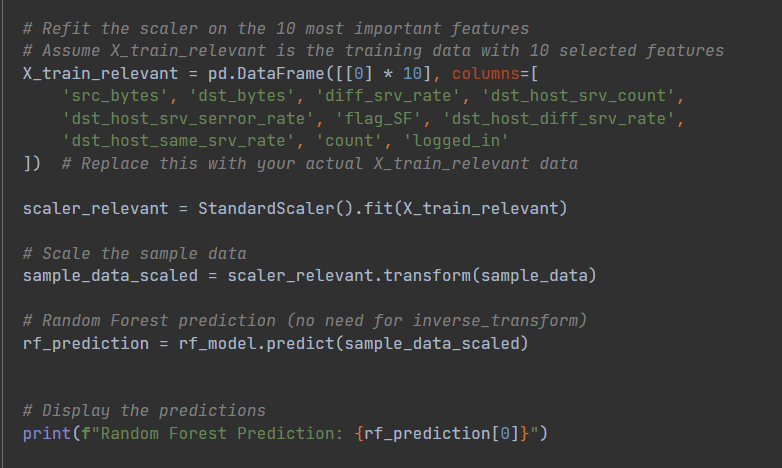 # Refit the scaler on the 10 most important features
# Assume X_train_relevant is the training data with 10 selected features
X_train_relevant = pd.DataFrame([[0] * 10], columns=[
    'src_bytes', 'dst_bytes', 'diff_srv_rate', 'dst_host_srv_count',
    'dst_host_srv_serror_rate', 'flag_SF', 'dst_host_diff_srv_rate',
    'dst_host_same_srv_rate', 'count', 'logged_in'
])  # Replace this with your actual X_train_relevant data
scaler_relevant = StandardScaler().fit(X_train_relevant)
# Scale the sample data
sample_data_scaled = scaler_relevant.transform(sample_data)
# Random Forest prediction (no need for inverse_transform)
rf_prediction = rf_model.predict(sample_data_scaled)
# Display the predictions
print(f"Random Forest Prediction: {rf_prediction[0]}")